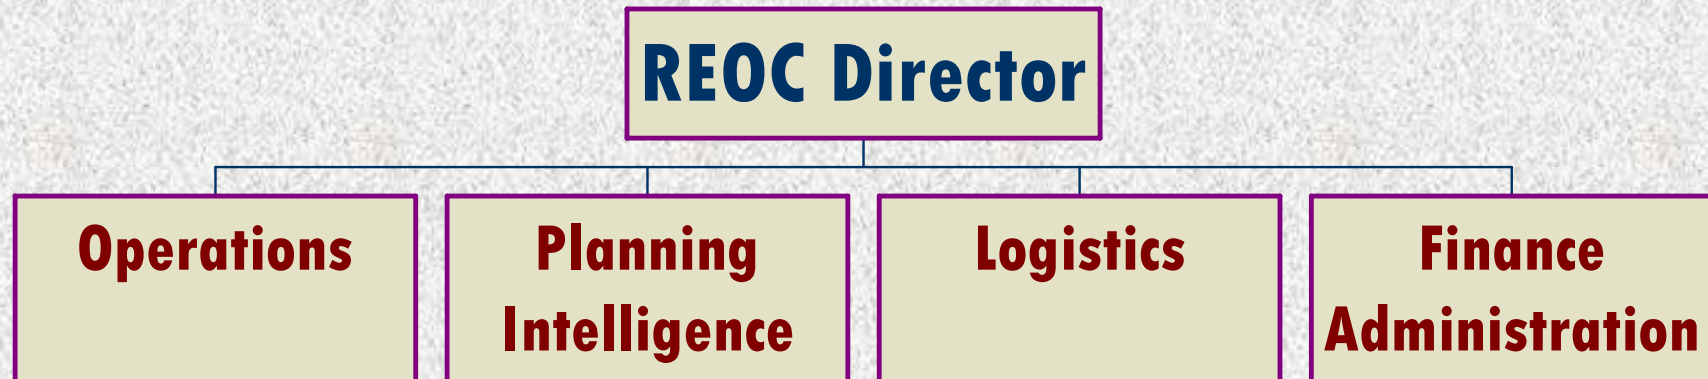 REOC Director
Operations
Planning
Intelligence
Logistics
Finance
Administration